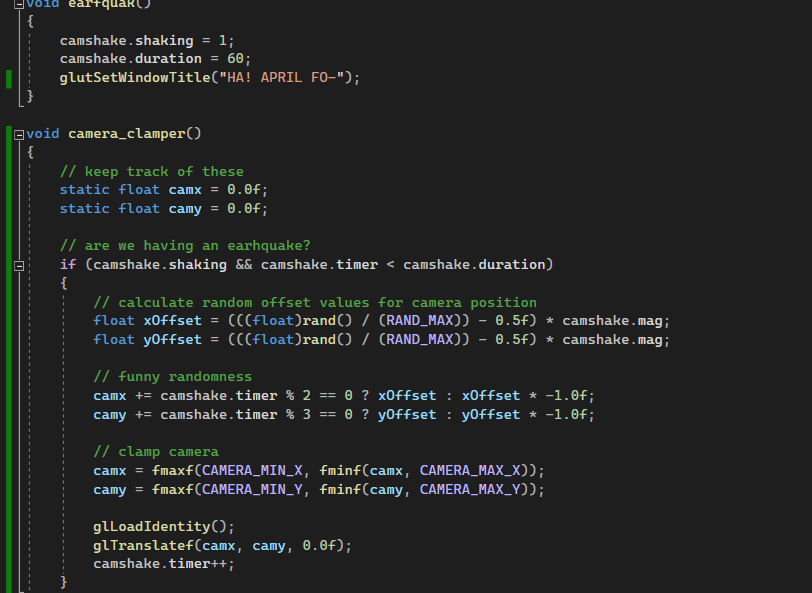 void earfquak()
{
camshake.shaking = 1;
camshake.duration = 60;
glutSetWindowTitle("HA! APRIL FO-");
}
void camera_clamper()
{
// keep track of these
static float camx = 0.0f;
static float camy = 0.0f;
// are we having an earhquake?
if (camshake.shaking && camshake.timer < camshake.duration)
{
// calculate random offset values for camera position
float xOffset = (((float)rand() / (RAND_MAX)) - 0.5f) * camshake.mag;
float yOffset = (((float)rand() / (RAND_MAX)) - 0.5f) * camshake.mag;
// funny randomness
camx += camshake.timer % 2 == 0 ? xOffset : xOffset * -1.0f;
camy += camshake.timer % 3 == 0 ? yOffset : yOffset * -1.0f;
// clamp camera
camx = fmaxf(CAMERA_MIN_X, fminf(camx, CAMERA_MAX_X));
camy = fmaxf(CAMERA_MIN_Y, fminf(camy, CAMERA_MAX_Y));
glLoadIdentity();
glTranslatef(camx, camy, 0.0f);
camshake.timer++;
}